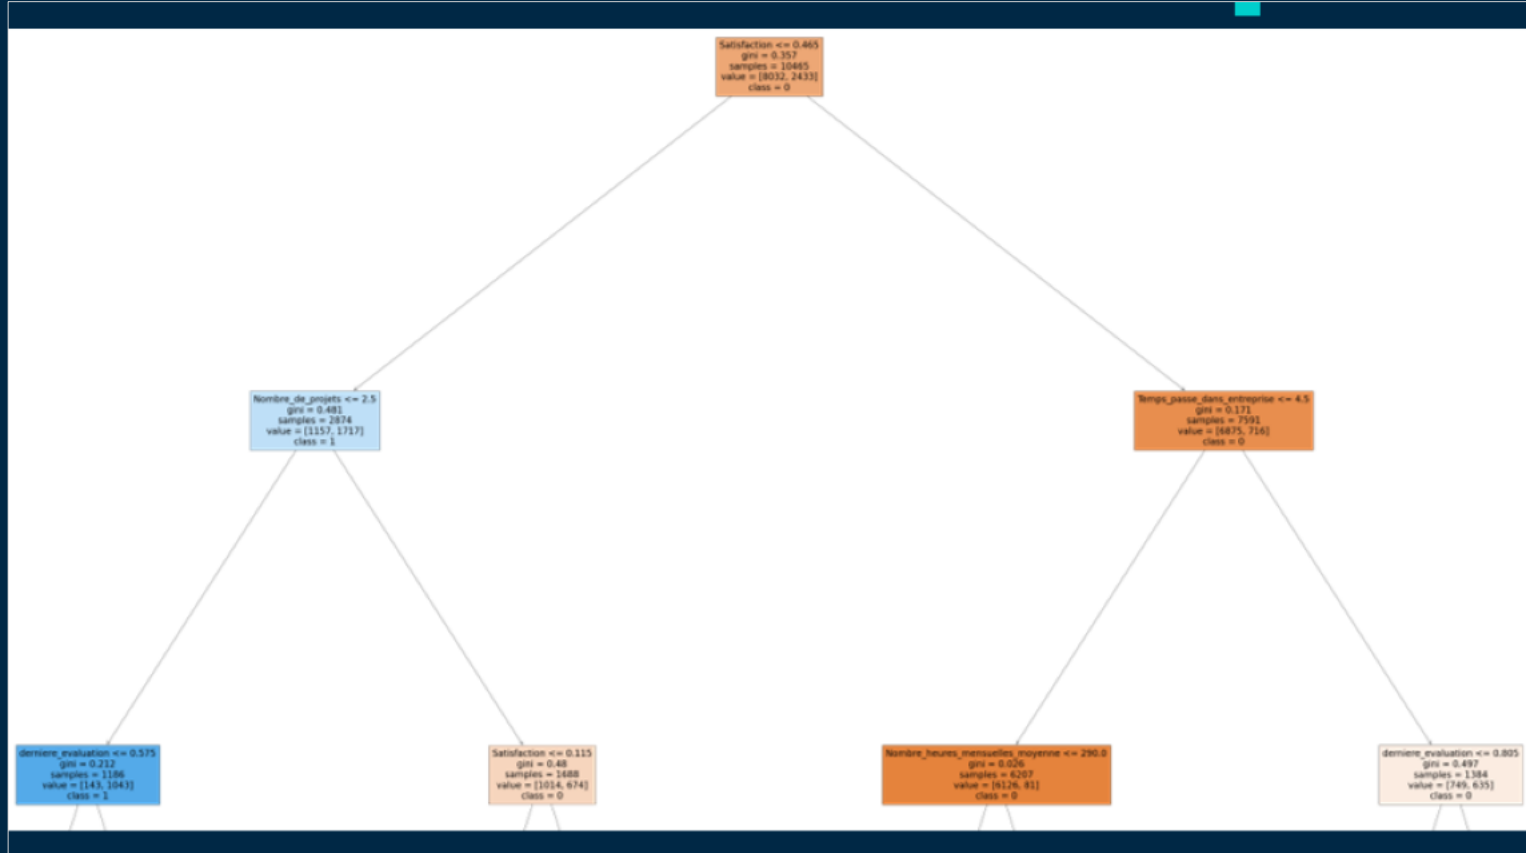 Satisfaction <= 0.465
gini = 0.357
samples = 10465
value = [8032, 2433]
class = 0
Nombre_de_projets <= 2.5
gini = 0.481
samples = 2874
value = [1157, 1717]
class = 1
Temps_passe_dans_entreprise <= 4.5
gini = 0.171
samples = 7591
value = [6875, 716]
class = 0
derniere_evaluation <= 0.575
gini = 0.212
samples = 1186
value = [143, 1043]
class = 1
Satisfaction <= 0.115
gini = 0.48
samples = 1688
value = [1014, 674]
class = 0
Nombre_heures_mensuelles_moyenne <= 290.0
gini = 0.026
samples = 6207
value = [6126, 81]
class = 0
derniere_evaluation <= 0.805
gini = 0.497
samples = 1384
value = [749, 635]
class = 0